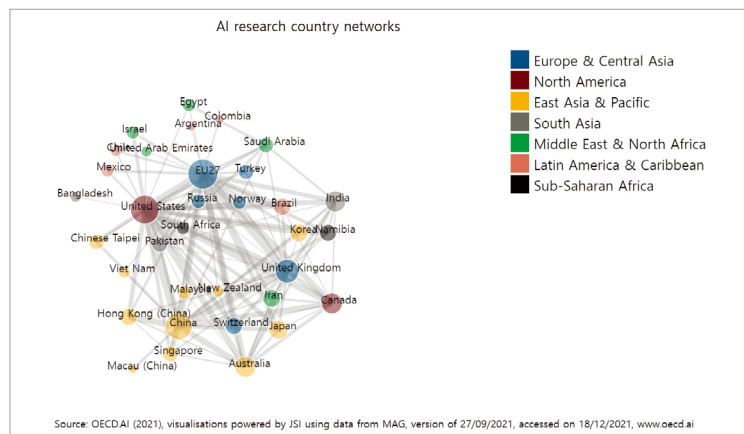 AI research country networks
Europe & Central Asia
North America
East Asia & Pacific
South Asia
Middle East & North Africa
Latin America & Caribbean
Sub-Saharan Africa
Egypt
Colombia
Argentina
Israel
Chile
United Arab Emirates
Saudi Arabia
Mexico
EU27
Turkey
Bangladesh
United States
Russia
Norway
Brazil
India
South Africa
Korea
Namibia
Chinese Taipei
Pakistan
Viet Nam
United Kingdom
Malaysia
New Zealand
Iran
Canada
Hong Kong (China)
China
Switzerland
Japan
Singapore
Macau (China)
Australia
Source: OECD.AI (2021), visualisations powered by JSI using data from MAG, version of 27/09/2021, accessed on 18/12/2021, www.oecd.ai